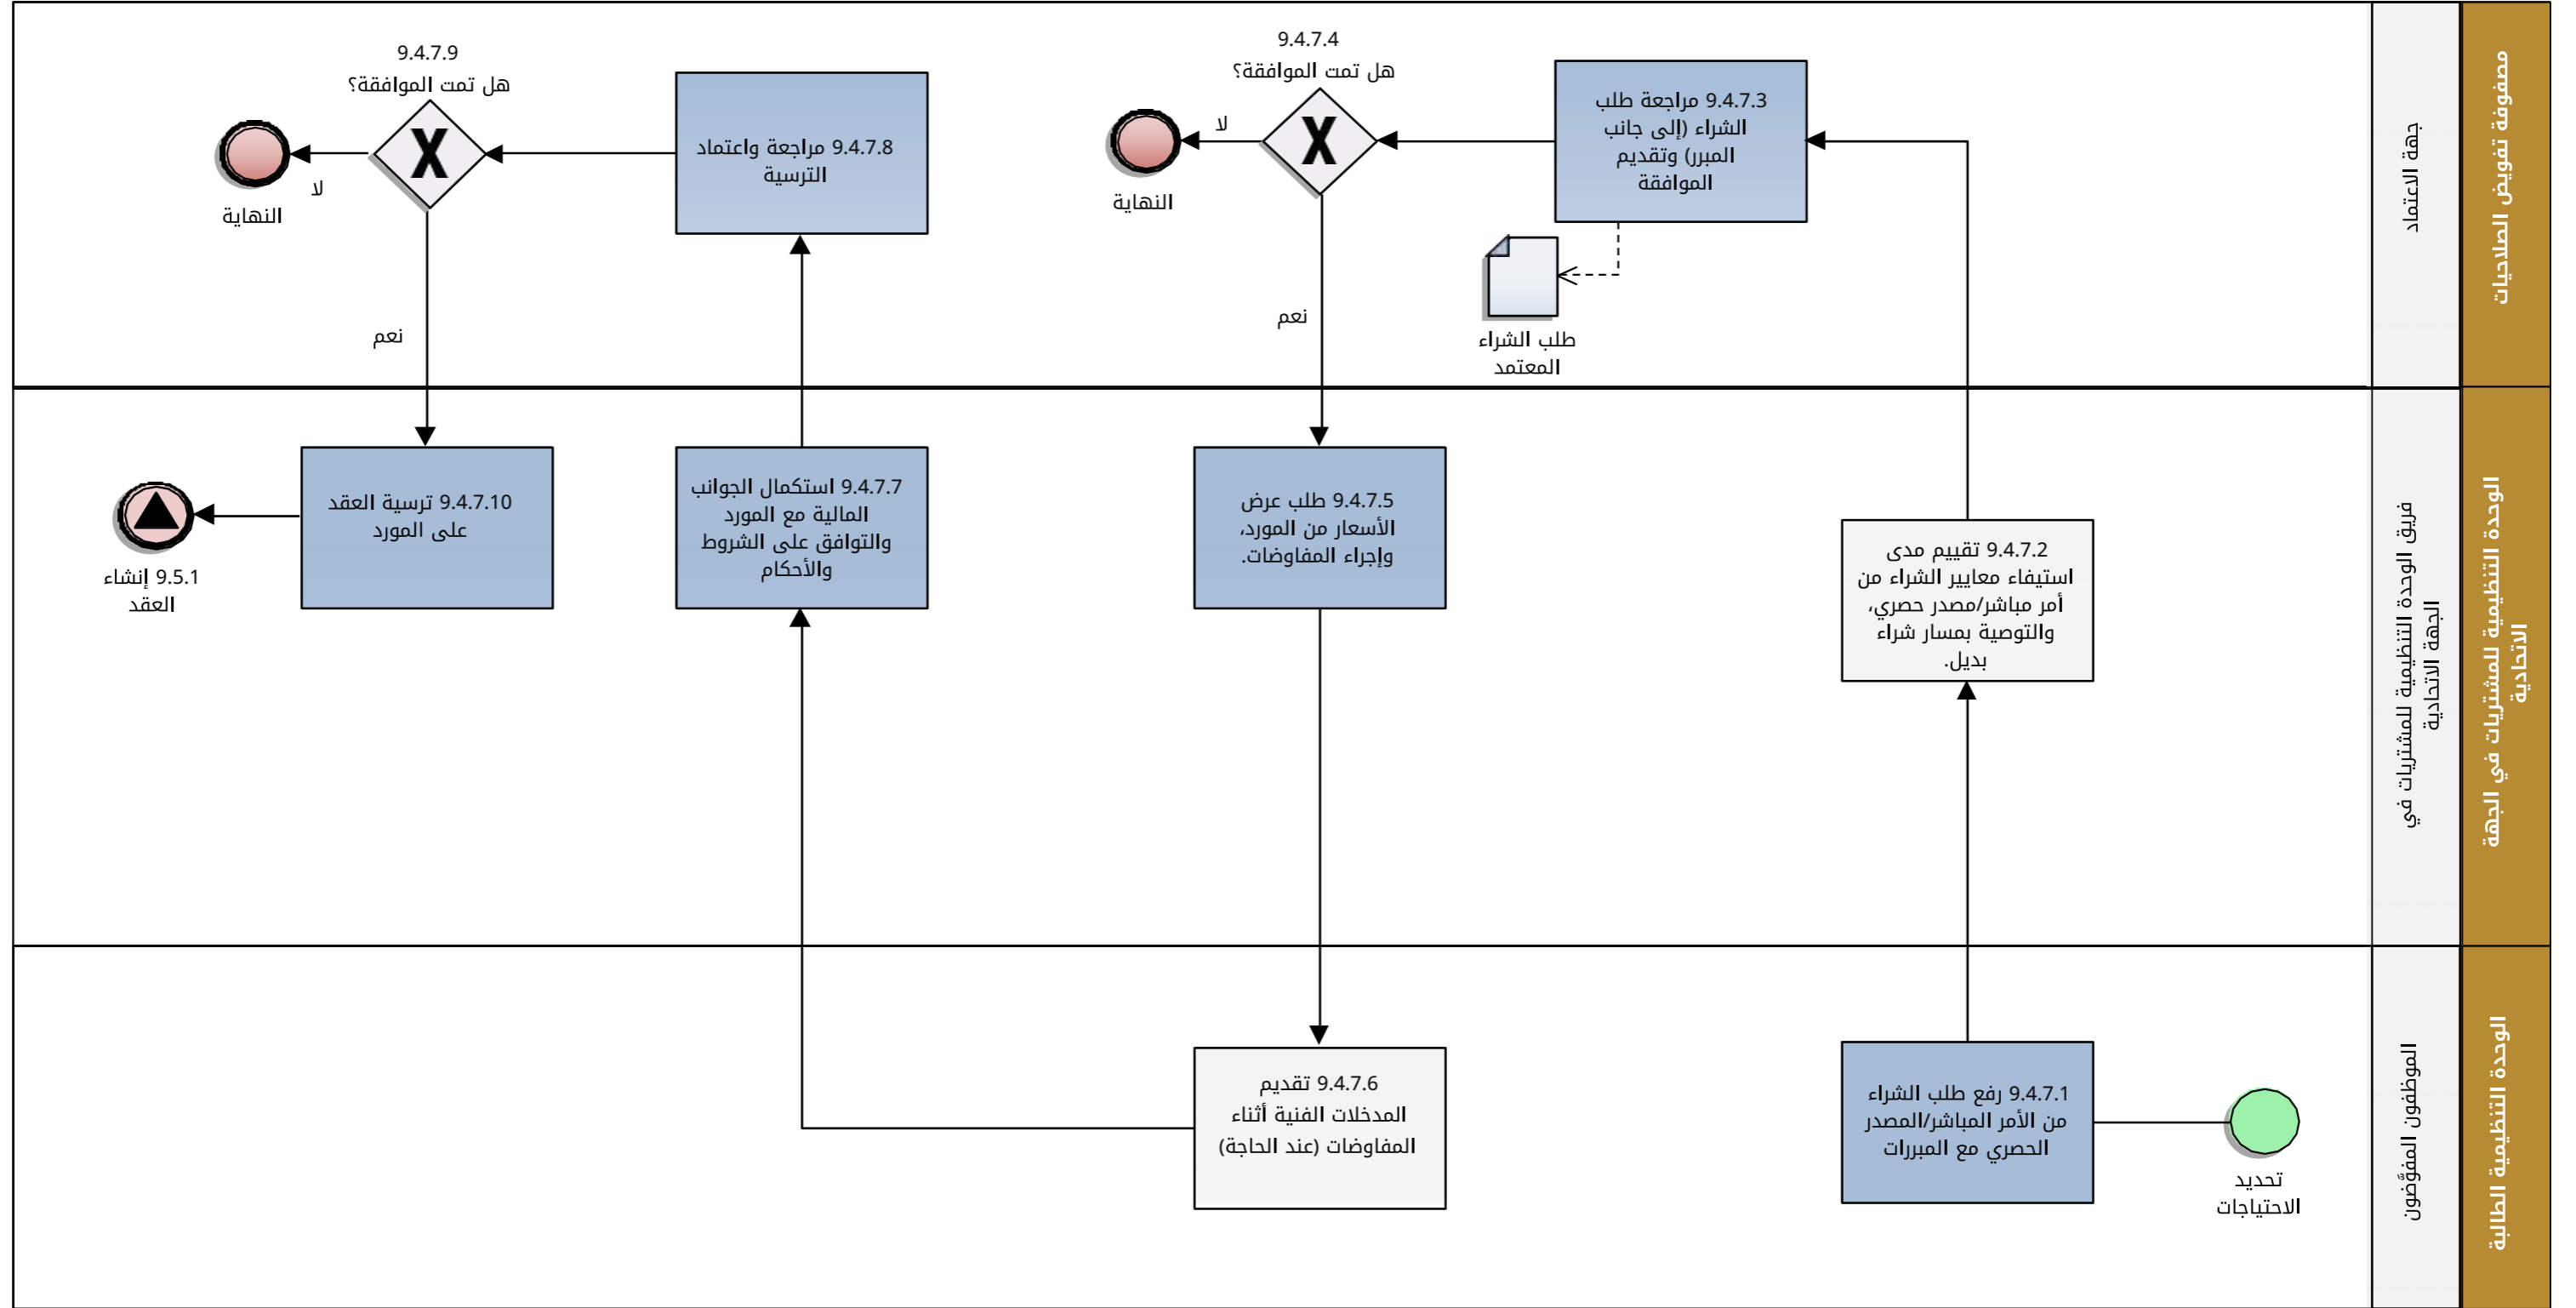 مصفوفة تفويض الصلاحيات
جهة الاعتماد
9.4.7.3 مراجعة طلب
الشراء (إلى جانب
المبرر) وتقديم
الموافقة
طلب الشراء
المعتمد
9.4.7.4
هل تمت الموافقة؟
لا
النهاية
نعم
9.4.7.8 مراجعة واعتماد
الترسية
9.4.7.9
هل تمت الموافقة؟
لا
النهاية
نعم
الوحدة التنظيمية للمشتريات في الجهة
الاتحادية
فريق الوحدة التنظيمية للمشتريات في
الجهة الاتحادية
9.4.7.2 تقييم مدى
استيفاء معايير الشراء من
أمر مباشر/مصدر حصري،
والتوصية بمسار شراء
بديل.
9.4.7.5 طلب عرض
الأسعار من المورد،
وإجراء المفاوضات.
9.4.7.7 استكمال الجوانب
المالية مع المورد
والتوافق على الشروط
والأحكام
9.4.7.10 ترسية العقد
على المورد
9.5.1 إنشاء
العقد
الوحدة التنظيمية الطالبة
الموظفون المفوَّضون
تحديد
الاحتياجات
9.4.7.1 رفع طلب الشراء
من الأمر المباشر/المصدر
الحصري مع المبررات
9.4.7.6 تقديم
المدخلات الفنية أثناء
المفاوضات (عند الحاجة)